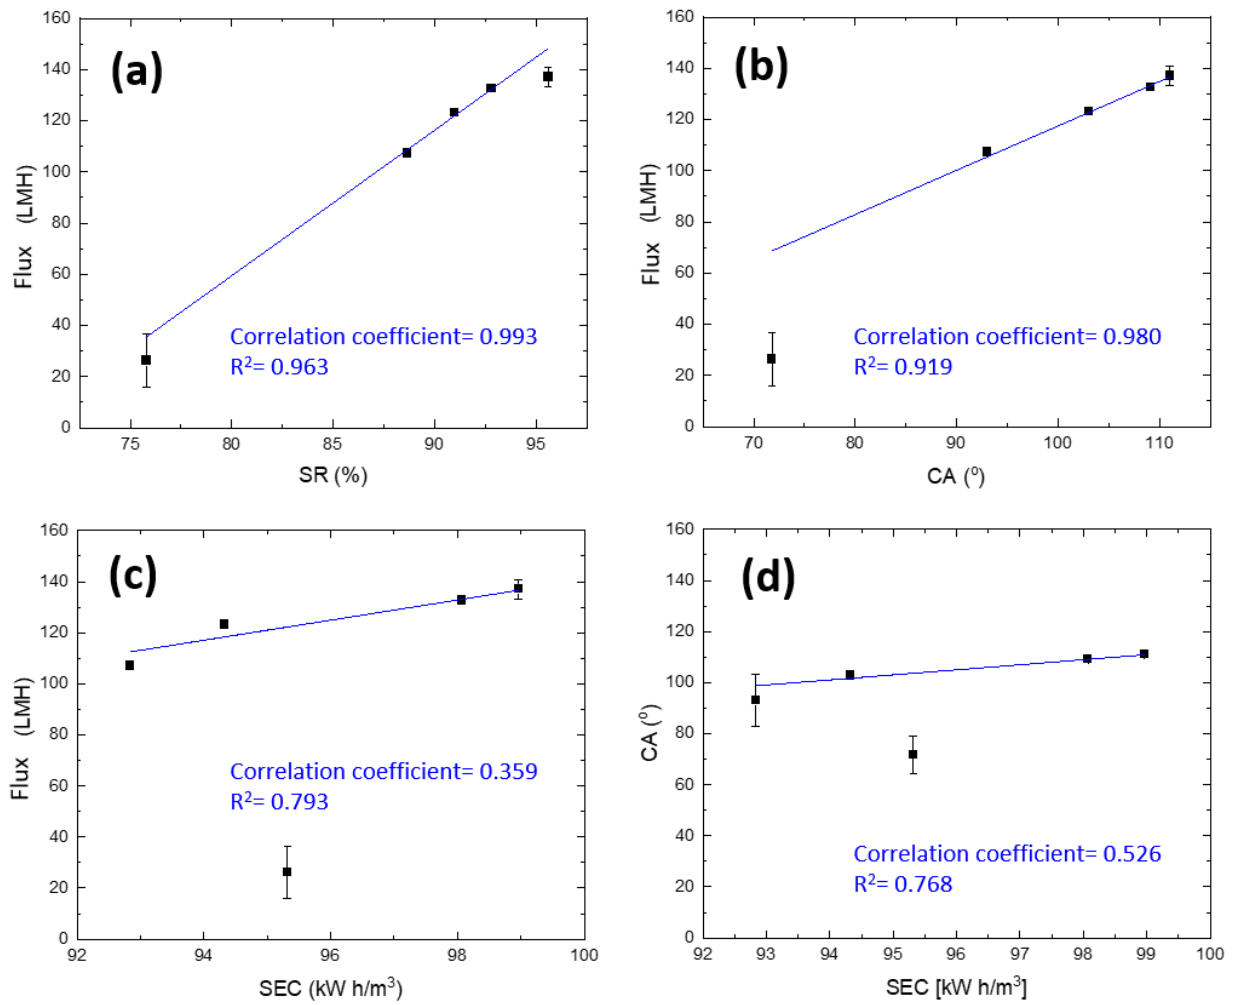 (a)
160
140
120
100
80
60
40
20
0
Flux (LMH)
Correlation coefficient= 0.993
R²= 0.963
75 80 85 90 95
SR (%)
(b)
160
140
120
100
80
60
40
20
0
Flux (LMH)
Correlation coefficient= 0.980
R²= 0.919
70 80 90 100 110
CA (⁰)
(c)
160
140
120
100
80
60
40
20
0
Flux (LMH)
Correlation coefficient= 0.359
R²= 0.793
92 94 96 98 100
SEC (kW h/m³)
(d)
160
140
120
100
80
60
40
20
0
CA (⁰)
Correlation coefficient= 0.526
R²= 0.768
92 93 94 95 96 97 98 99 100
SEC [kW h/m³]